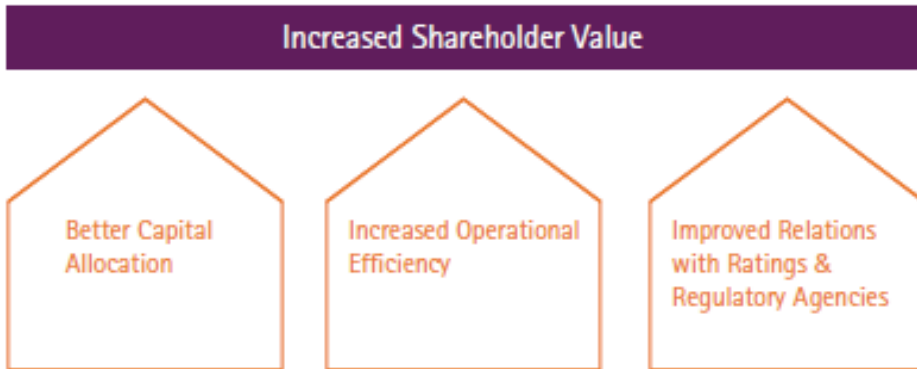 Increased Shareholder Value
Better Capital
Allocation
Increased Operational
Efficiency
Improved Relations
with Ratings &
Regulatory Agencies